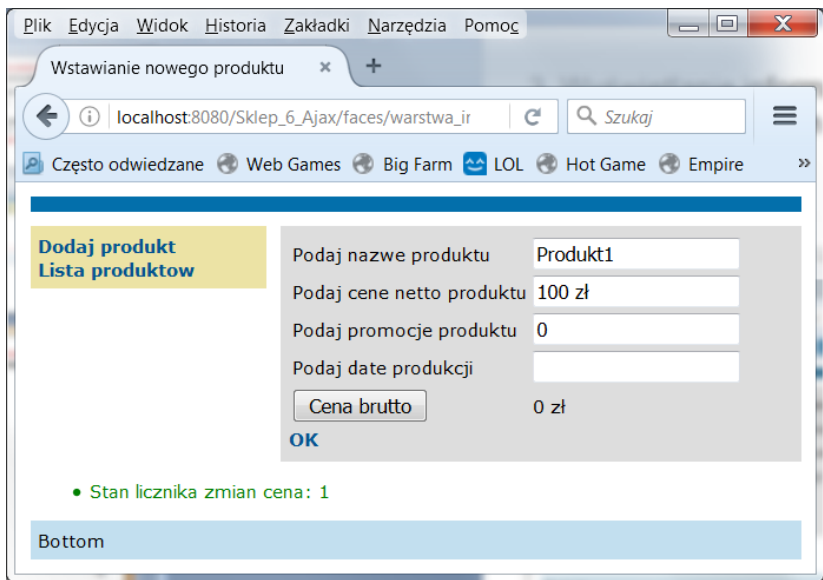 Plik Edycja Widok Historia Zakładki Narzędzia Pomoc
Wstawianie nowego produktu
localhost:8080/Sklep_6_Ajax/faces/warstwa_ir
Szukaj
Często odwiedzane Web Games Big Farm LOL Hot Game Empire
Dodaj produkt
Lista produktow
Podaj nazwe produktu Produkt1
Podaj cene netto produktu 100 zł
Podaj promocje produktu 0
Podaj date produkcji
Cena brutto 0 zł
OK
Stan licznika zmian cena: 1
Bottom